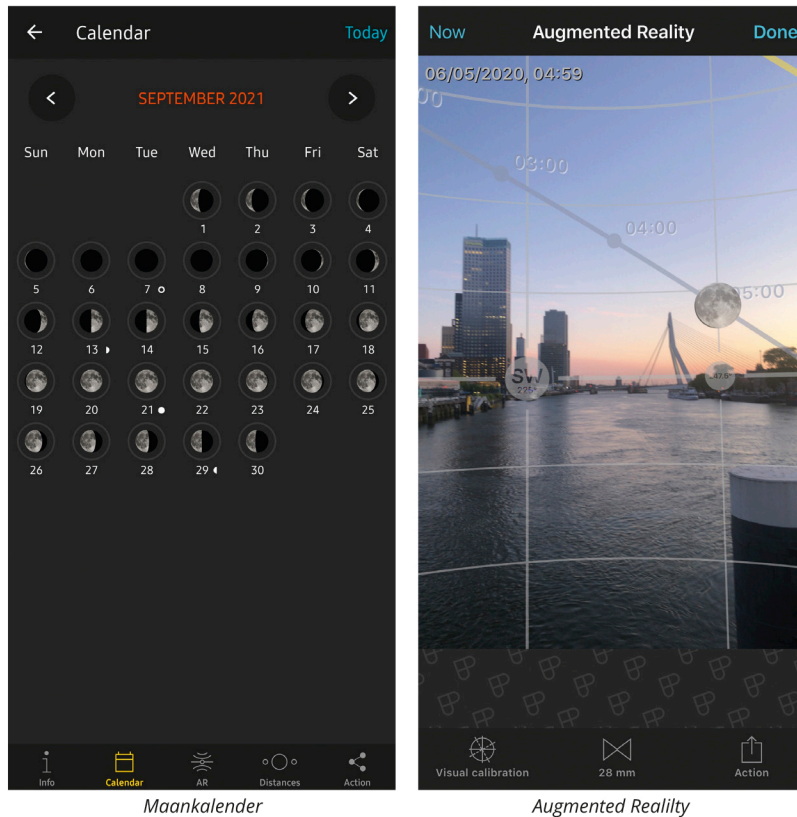 Calendar
Today
SEPTEMBER 2021
Sun Mon Tue Wed Thu Fri Sat
1 2 3 4
5 6 7 8 9 10 11
12 13 14 15 16 17 18
19 20 21 22 23 24 25
26 27 28 29 30
Info Calendar AR Distances Action
Maankalender
Now Augmented Reality Done
06/05/2020, 04:59
03:00
04:00
05:00
SW
225°
Visual calibration 28 mm Action
Augmented Realilty